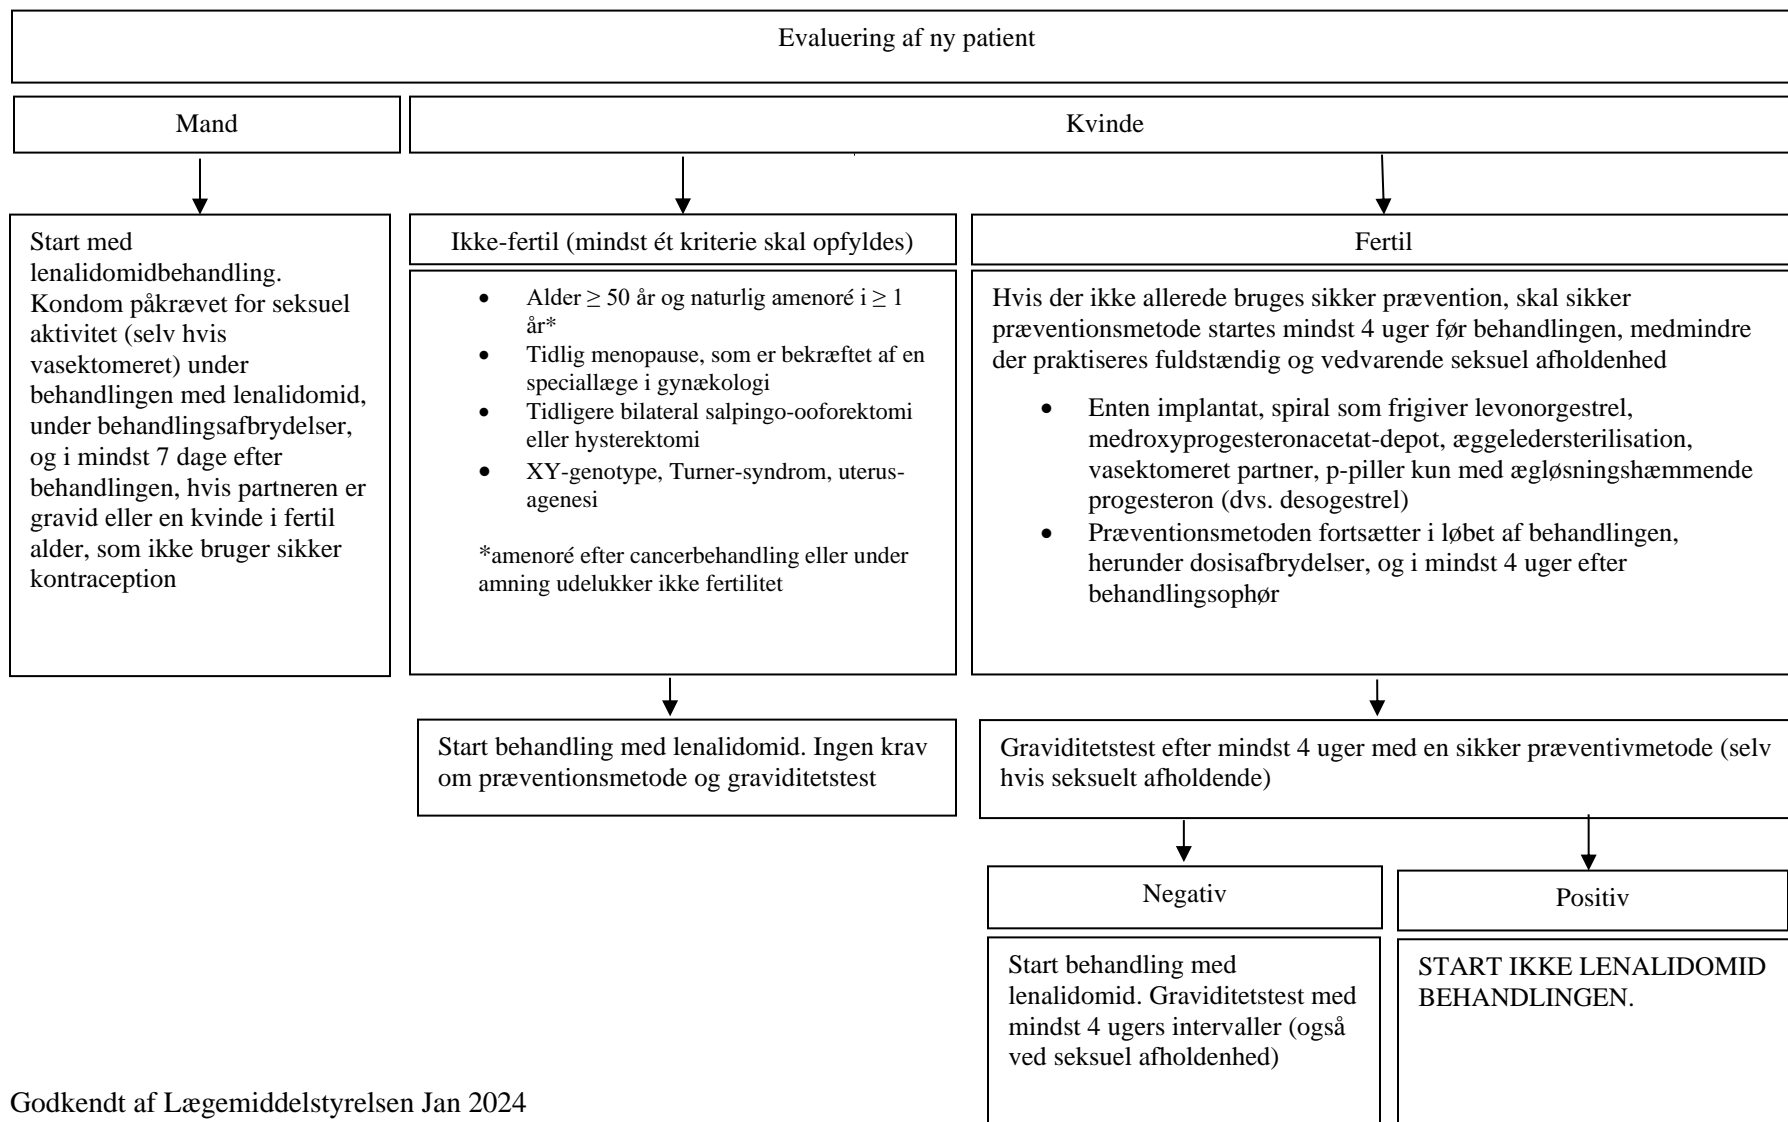 Evaluering af ny patient
Mand
Kvinde
Start med
lenalidomidbehandling.
Kondom påkrævet for seksuel
aktivitet (selv hvis
vasektomeret) under
behandlingen med lenalidomid,
under behandlingsafbrydelser,
og i mindst 7 dage efter
behandlingen, hvis partneren er
gravid eller en kvinde i fertil
alder, som ikke bruger sikker
kontraception
Ikke-fertil (mindst ét kriterie skal opfyldes)
• Alder ≥ 50 år og naturlig amenoré i ≥ 1
år*
• Tidlig menopause, som er bekræftet af en
speciallæge i gynækologi
• Tidligere bilateral salpingo-ooforektomi
eller hysterektomi
• XY-genotype, Turner-syndrom, uterus-
agenesi
*amenoré efter cancerbehandling eller under
amning udelukker ikke fertilitet
Start behandling med lenalidomid. Ingen krav
om præventionsmetode og graviditetstest
Fertil
Hvis der ikke allerede bruges sikker prævention, skal sikker
præventionsmetode startes mindst 4 uger før behandlingen, medmindre
der praktiseres fuldstændig og vedvarende seksuel afholdenhed
• Enten implantat, spiral som frigiver levonorgestrel,
medroxyprogesteronacetat-depot, æggeledersterilisation,
vasektomeret partner, p-piller kun med ægløsningshæmmende
progesteron (dvs. desogestrel)
• Præventionsmetoden fortsætter i løbet af behandlingen,
herunder dosisafbrydelser, og i mindst 4 uger efter
behandlingsophør
Graviditetstest efter mindst 4 uger med en sikker præventivmetode (selv
hvis seksuelt afholdende)
Negativ
Start behandling med
lenalidomid. Graviditetstest med
mindst 4 ugers intervaller (også
ved seksuel afholdenhed)
Positiv
START IKKE LENALIDOMID
BEHANDLINGEN.
Godkendt af Lægemiddelstyrelsen Jan 2024